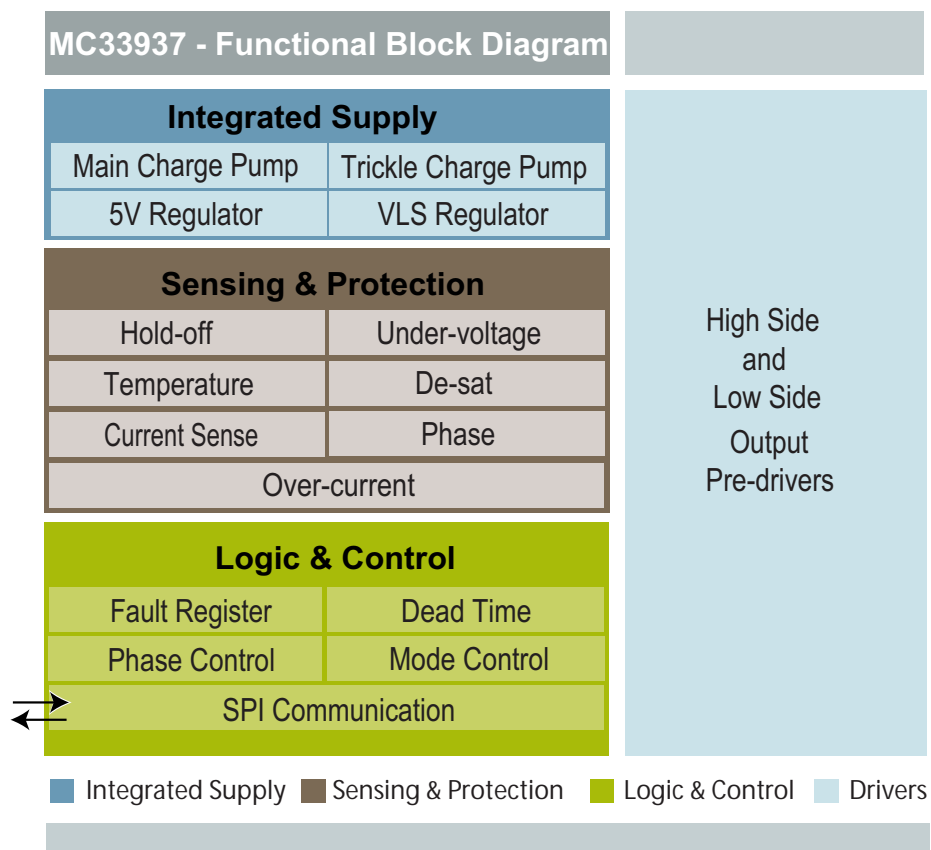 MC33937 - Functional Block Diagram
Integrated Supply
Main Charge Pump
Trickle Charge Pump
5V Regulator
VLS Regulator
Sensing & Protection
Hold-off
Under-voltage
Temperature
De-sat
Current Sense
Phase
Over-current
Logic & Control
Fault Register
Dead Time
Phase Control
Mode Control
SPI Communication
High Side
and
Low Side
Output
Pre-drivers
Integrated Supply
Sensing & Protection
Logic & Control
Drivers